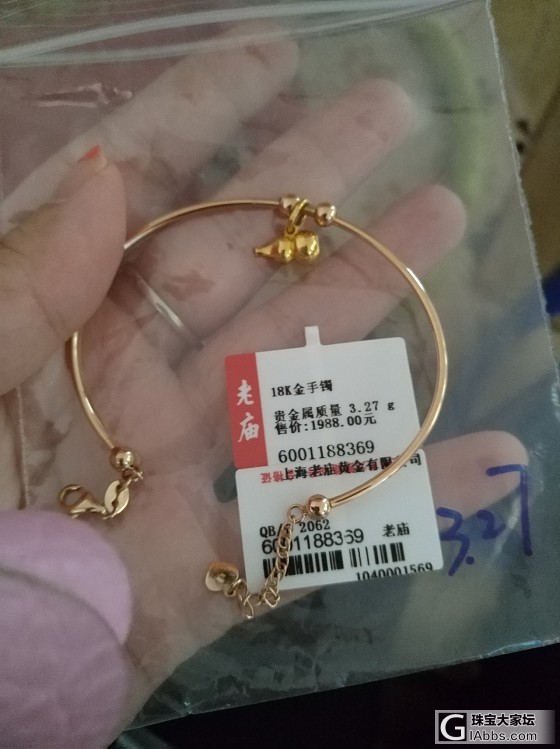 老庙
18K金手镯
贵金属质量 3.27 g
售价:1988.00元
6001188369
上海老庙黄金有限公司
2062
老庙
6001188369
1040001569
3.27
G 珠宝大家坛
LAbbs.com